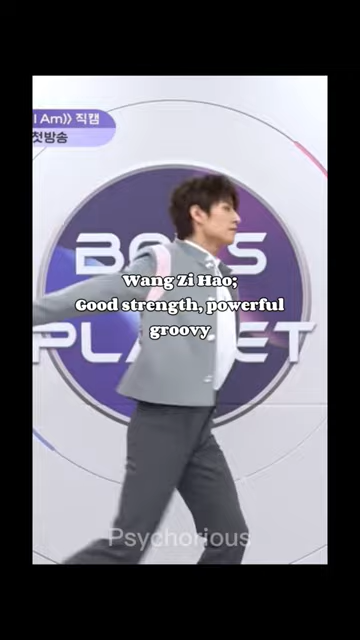 I Am)》 직캠
첫방송
BOYS
PLANET
Wang Zi Hao;
Good strength, powerful
groovy
Psychorious